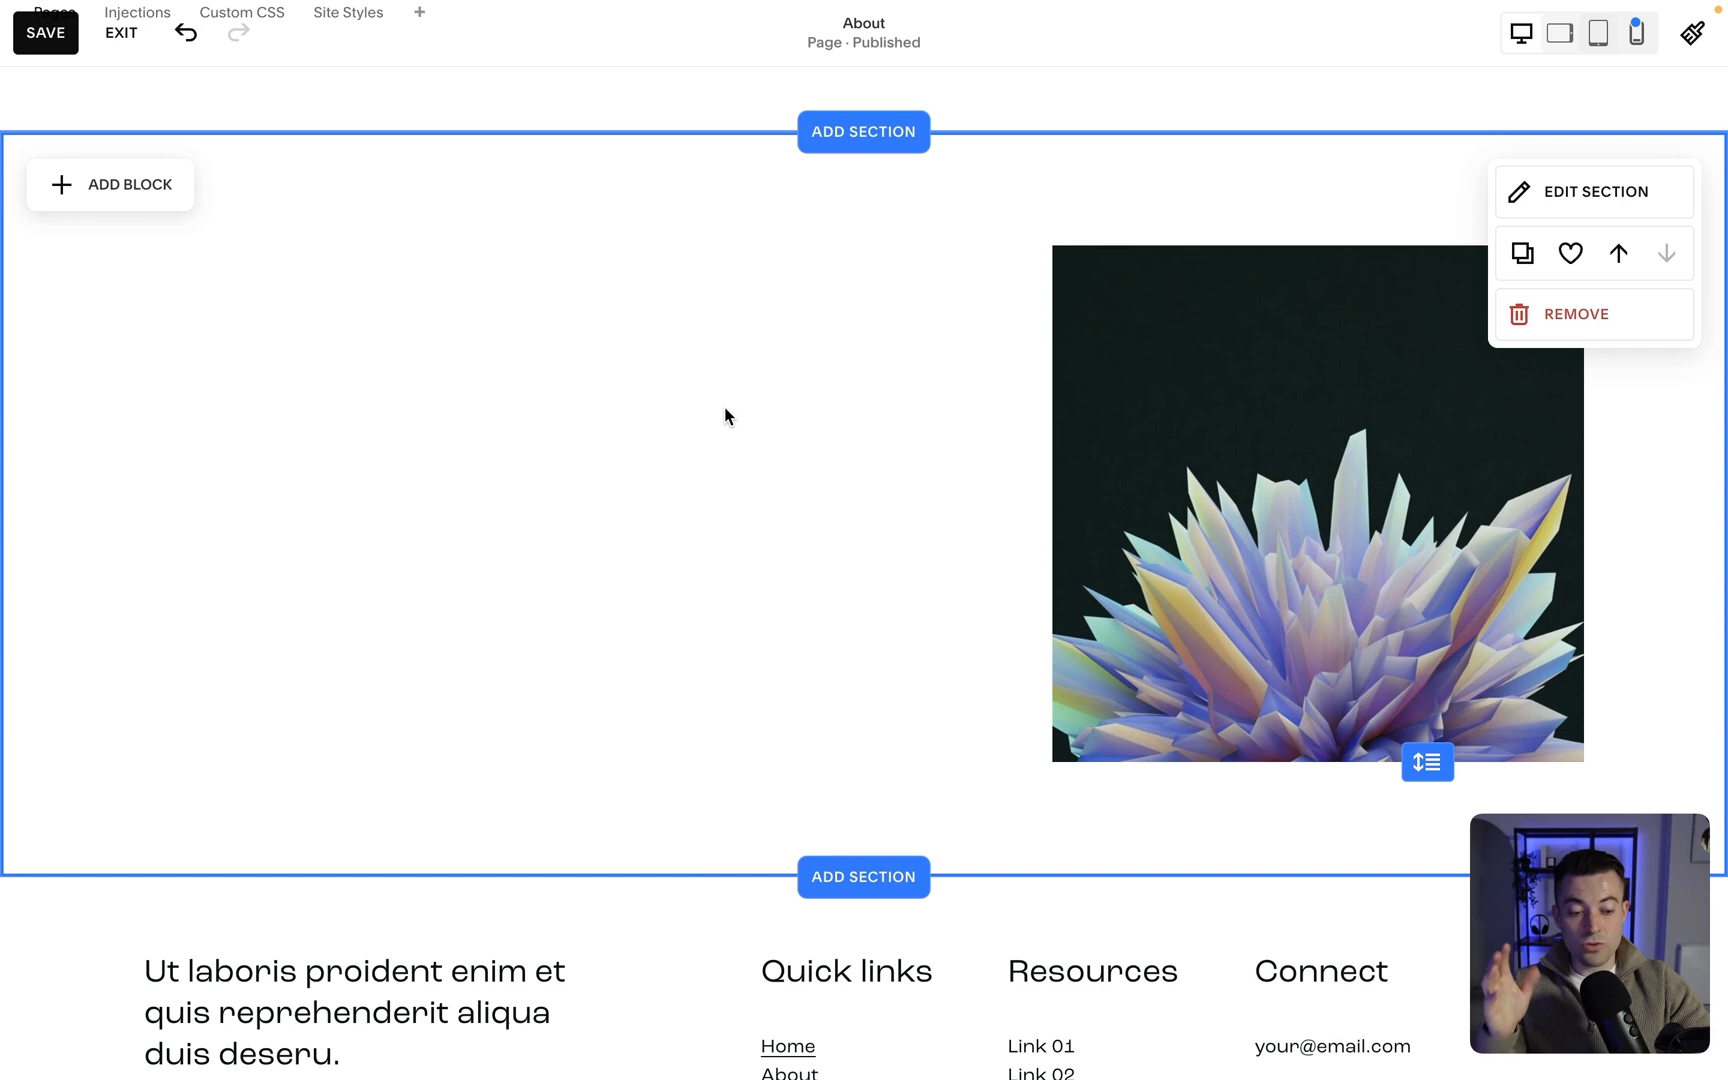 Pages
Injections
Custom CSS
Site Styles
SAVE
EXIT
About
Page · Published
ADD SECTION
ADD BLOCK
EDIT SECTION
REMOVE
ADD SECTION
Ut laboris proident enim et
quis reprehenderit aliqua
duis deseru.
Quick links
Home
About
Resources
Link 01
Link 02
Connect
your@email.com